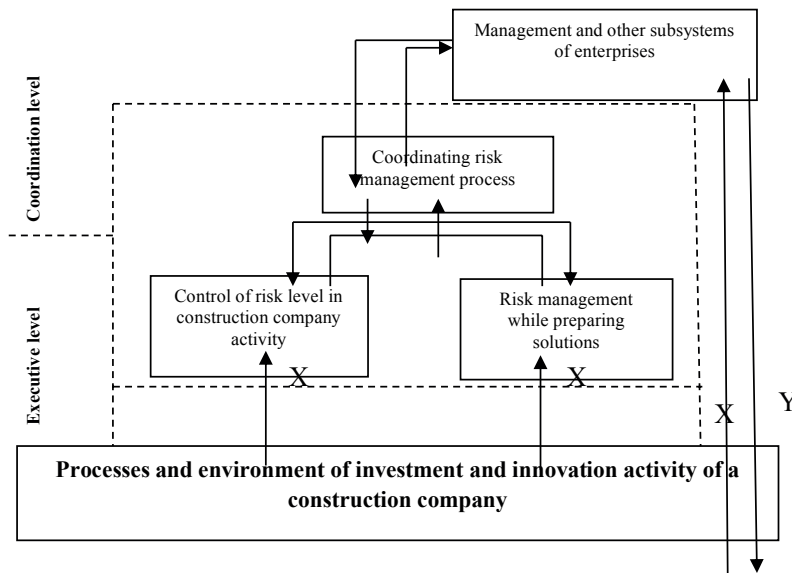 Management and other subsystems
of enterprises
Coordination level
Coordinating risk
management process
Control of risk level in
construction company
activity
Risk management
while preparing
solutions
Executive level
X
X
X
Y
Processes and environment of investment and innovation activity of a
construction company